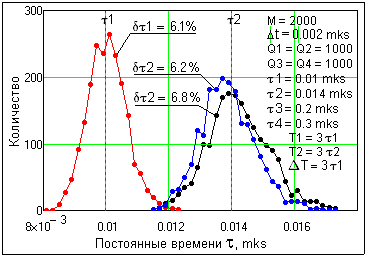 τ1
τ2
M = 2000
Δt = 0.002 mks
Q1 = Q2 = 1000
Q3 = Q4 = 1000
τ1 = 0.01 mks
τ2 = 0.014 mks
τ3 = 0.2 mks
τ4 = 0.3 mks
T1 = 3τ1
T2 = 3τ2
ΔT = 3τ1
δτ1 = 6.1%
δτ2 = 6.2%
δτ2 = 6.8%
Количество
300
200
100
0
8x10⁻³
0.01
0.012
0.014
0.016
Постоянные времени τ, mks